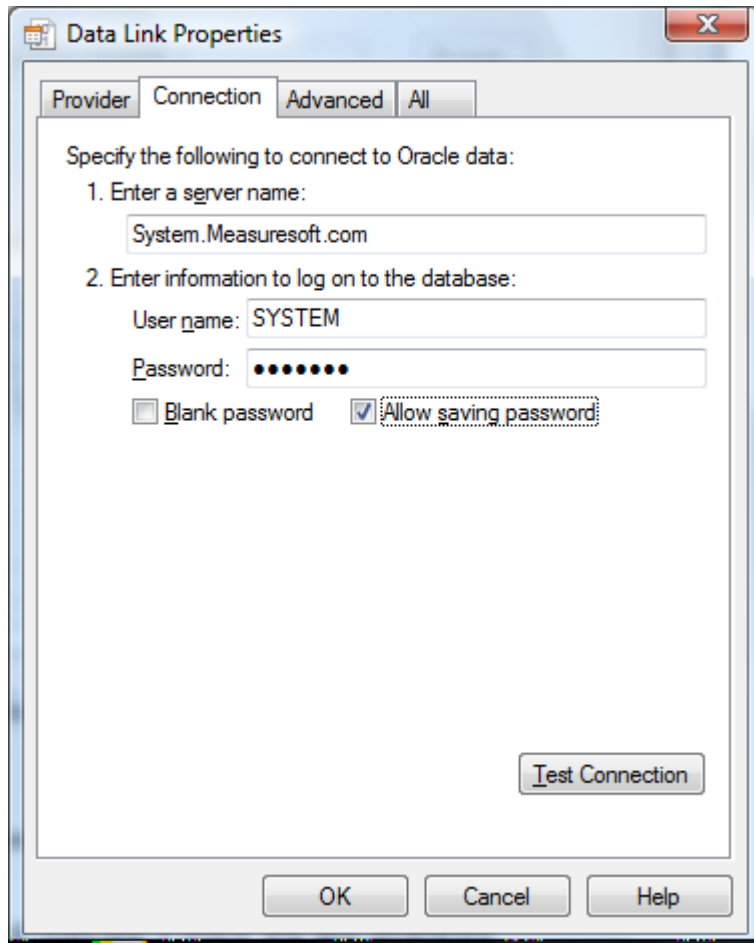 Data Link Properties
Provider Connection Advanced All
Specify the following to connect to Oracle data:
1. Enter a server name:
System.Measuresoft.com
2. Enter information to log on to the database:
User name: SYSTEM
Password: •••••••
Blank password Allow saving password
Test Connection
OK Cancel Help